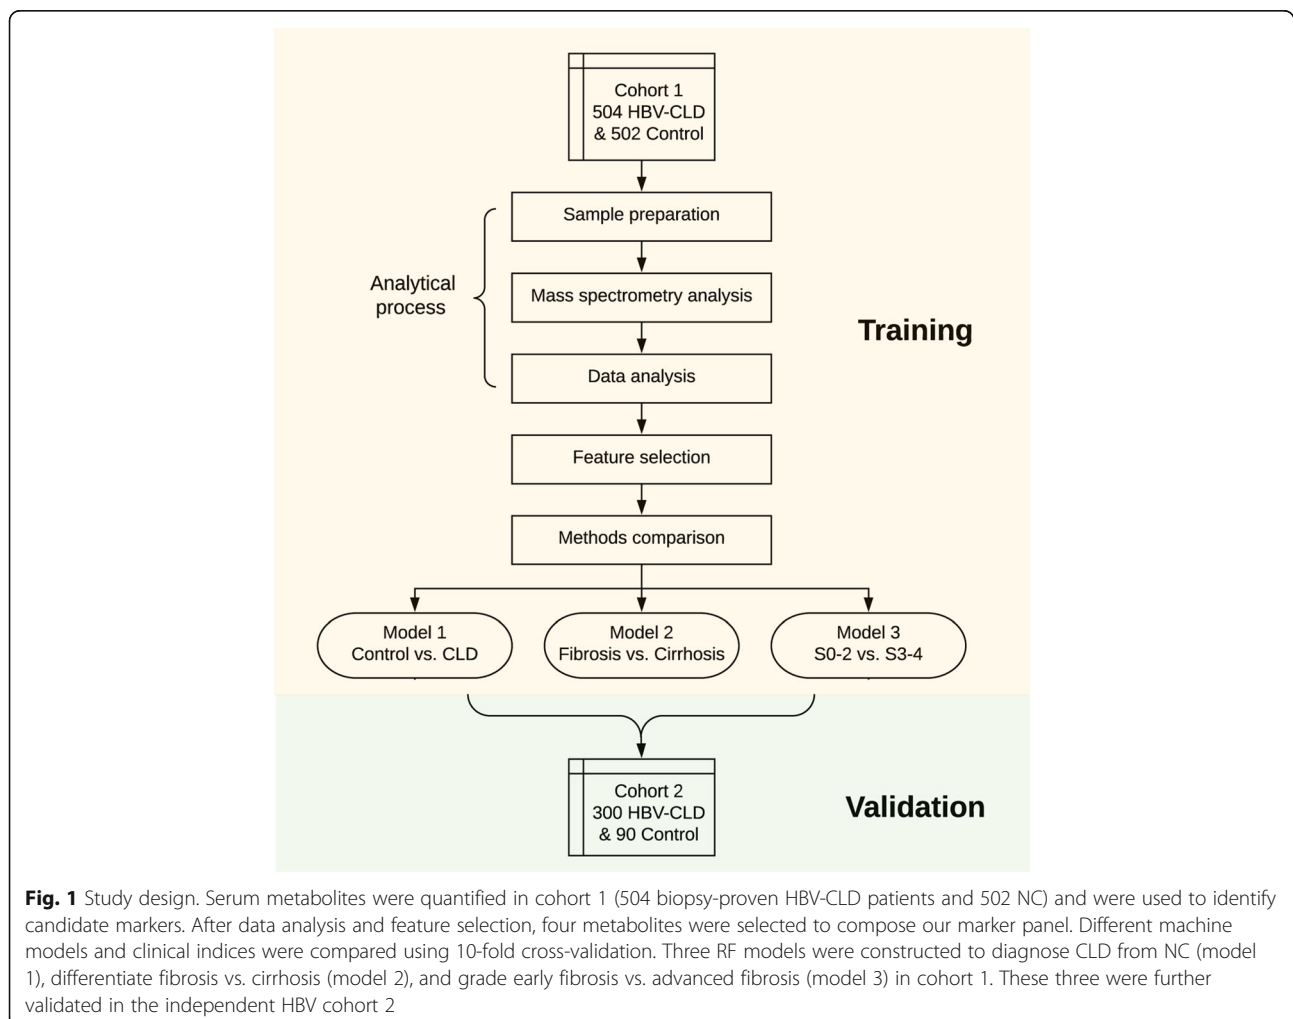 Cohort 1
504 HBV-CLD
& 502 Control
Sample preparation
Analytical
process
Mass spectrometry analysis
Training
Data analysis
Feature selection
Methods comparison
Model 1
Control vs. CLD
Model 2
Fibrosis vs. Cirrhosis
Model 3
S0-2 vs. S3-4
Cohort 2
300 HBV-CLD
& 90 Control
Validation
Fig. 1 Study design. Serum metabolites were quantified in cohort 1 (504 biopsy-proven HBV-CLD patients and 502 NC) and were used to identify
candidate markers. After data analysis and feature selection, four metabolites were selected to compose our marker panel. Different machine
models and clinical indices were compared using 10-fold cross-validation. Three RF models were constructed to diagnose CLD from NC (model
1), differentiate fibrosis vs. cirrhosis (model 2), and grade early fibrosis vs. advanced fibrosis (model 3) in cohort 1. These three were further
validated in the independent HBV cohort 2